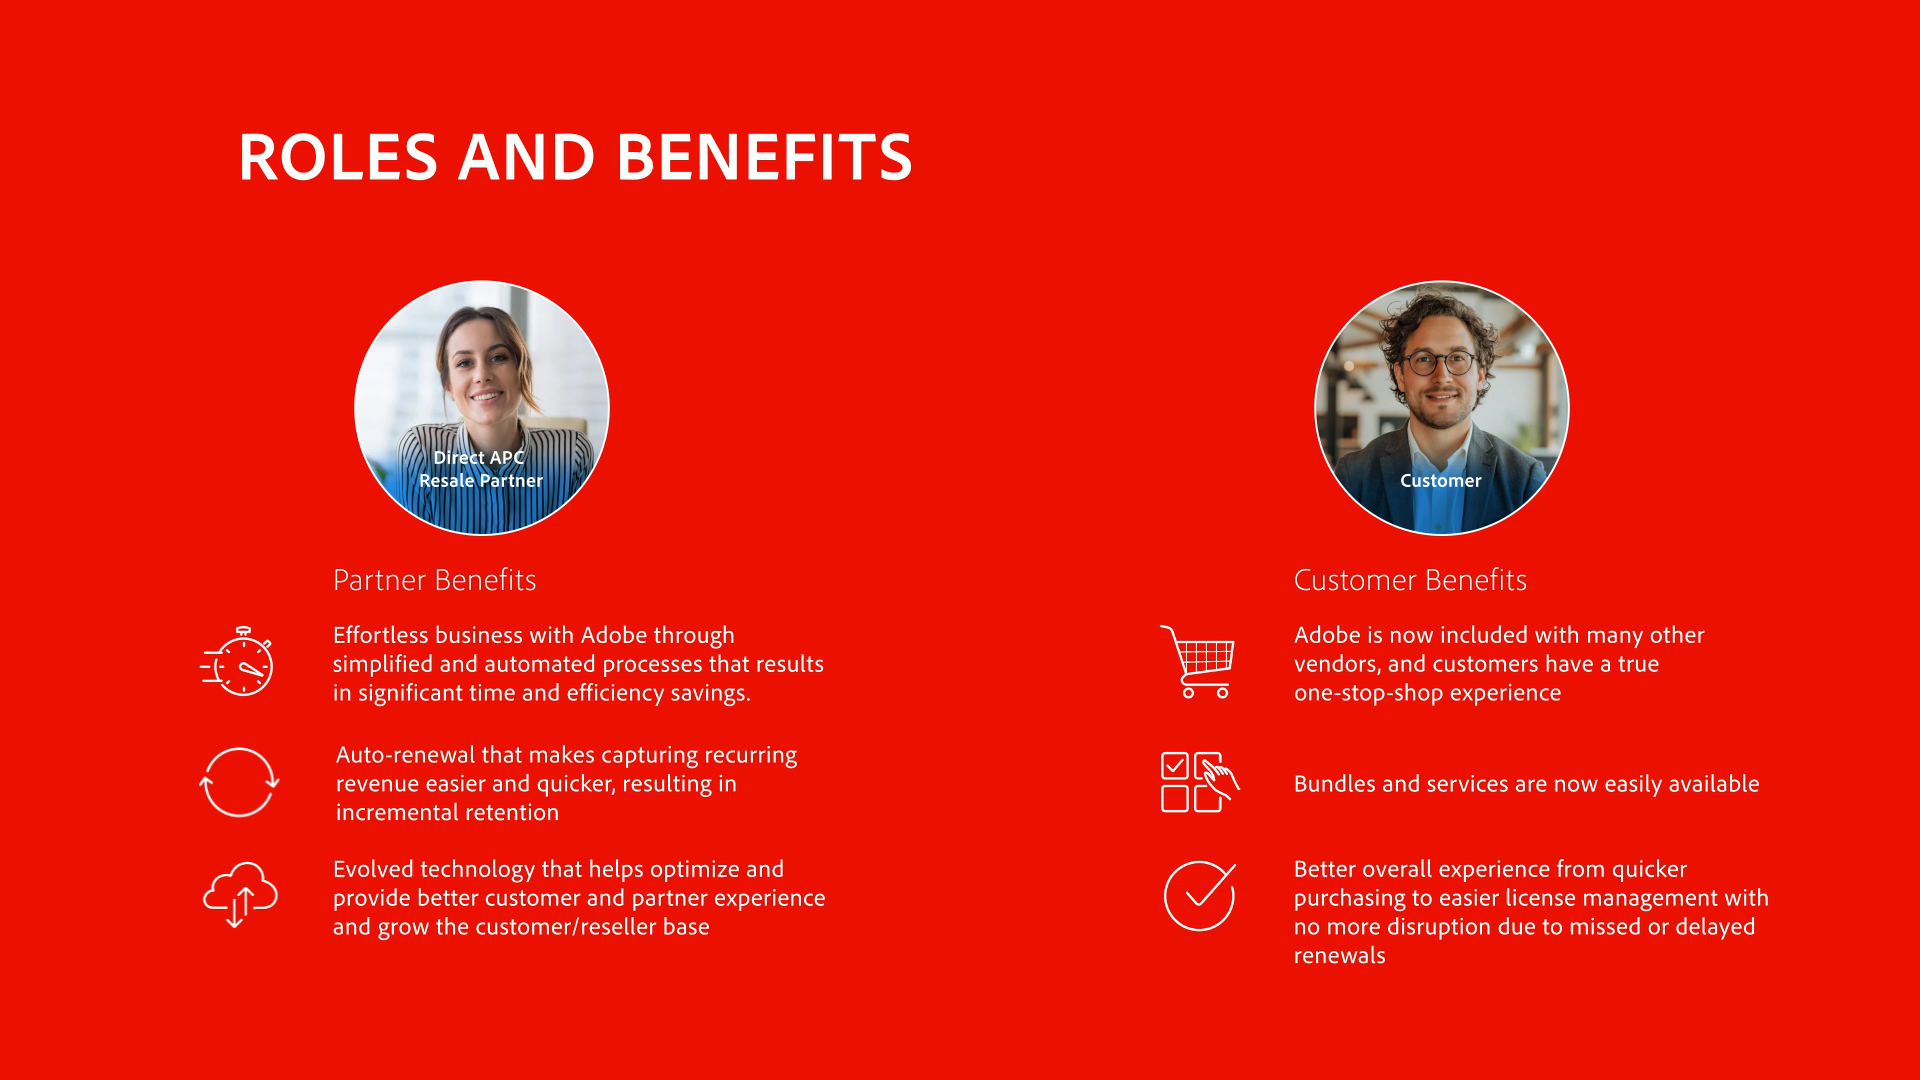 ROLES AND BENEFITS
Direct APC
Resale Partner
Partner Benefits
Effortless business with Adobe through
simplified and automated processes that results
in significant time and efficiency savings.
Auto-renewal that makes capturing recurring
revenue easier and quicker, resulting in
incremental retention
Evolved technology that helps optimize and
provide better customer and partner experience
and grow the customer/reseller base
Customer
Customer Benefits
Adobe is now included with many other
vendors, and customers have a true
one-stop-shop experience
Bundles and services are now easily available
Better overall experience from quicker
purchasing to easier license management with
no more disruption due to missed or delayed
renewals